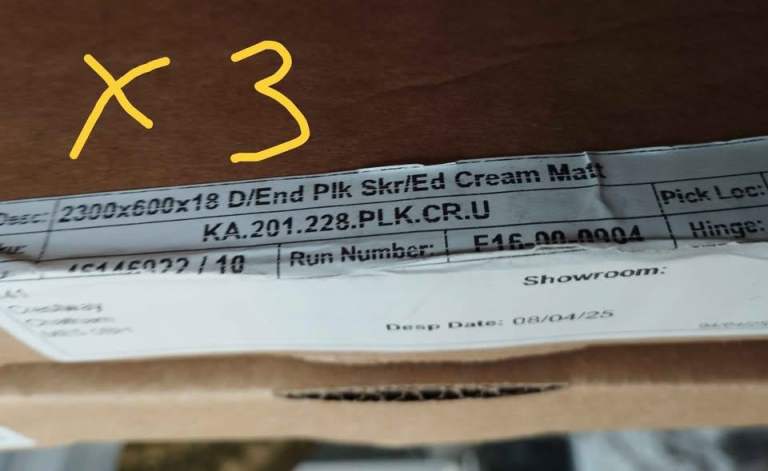 x 3
Desc: 2300x600x18 D/End Plk Skr/Ed Cream Matt
KA.201.228.PLK.CR.U
Pick Loc:
/ 10 Run Number: F16-00-0904 Hinge:
Showroom:
Desp Date: 08/04/25